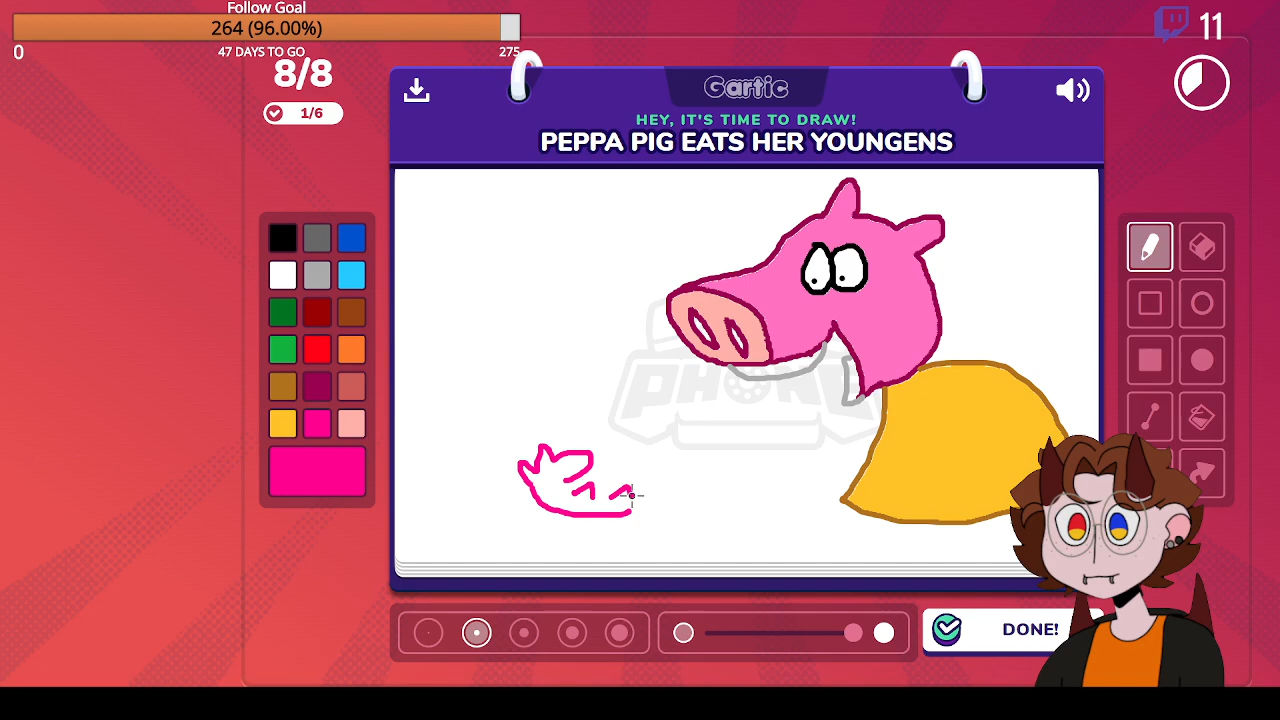 Follow Goal
264 (96.00%)
0
47 DAYS TO GO
275
11
8/8
1/6
Gartic
HEY, IT'S TIME TO DRAW!
PEPPA PIG EATS HER YOUNGENS
PHONE
DONE!